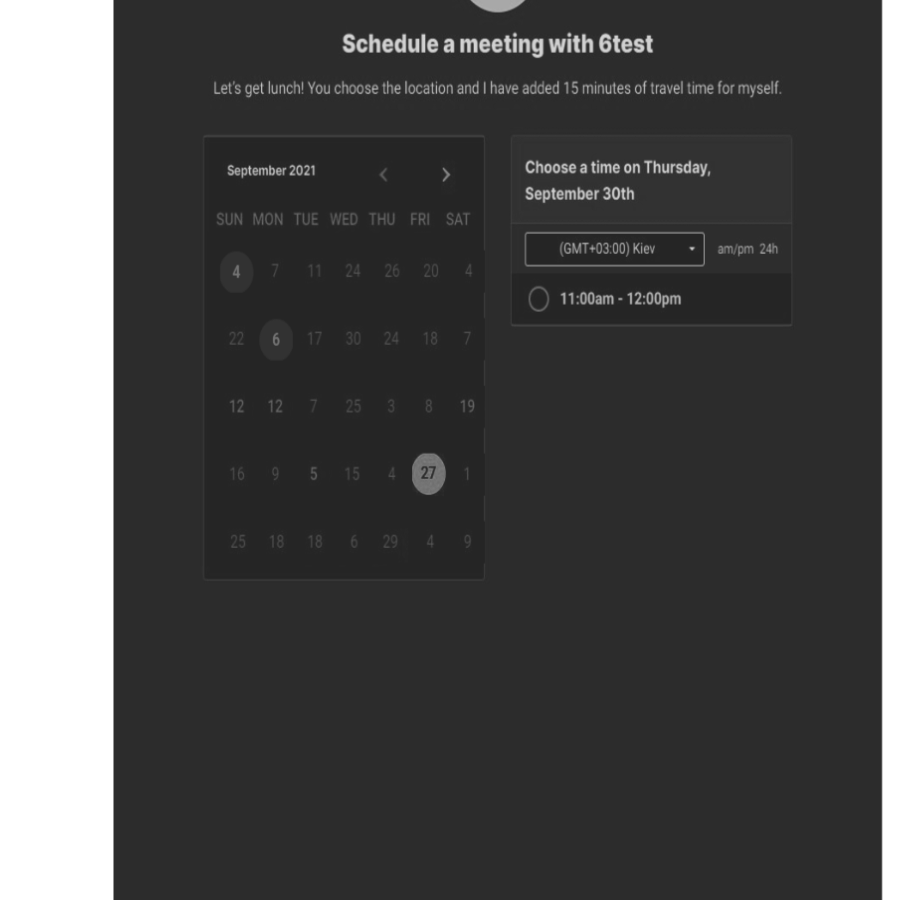 Schedule a meeting with 6test
Let's get lunch! You choose the location and I have added 15 minutes of travel time for myself.
September 2021
SUN MON TUE WED THU FRI SAT
4 7 11 24 26 20 4
22 6 17 30 24 18 7
12 12 7 25 3 8 19
16 9 5 15 4 27 1
25 18 18 6 29 4 9
Choose a time on Thursday,
September 30th
(GMT+03:00) Kiev am/pm 24h
11:00am - 12:00pm